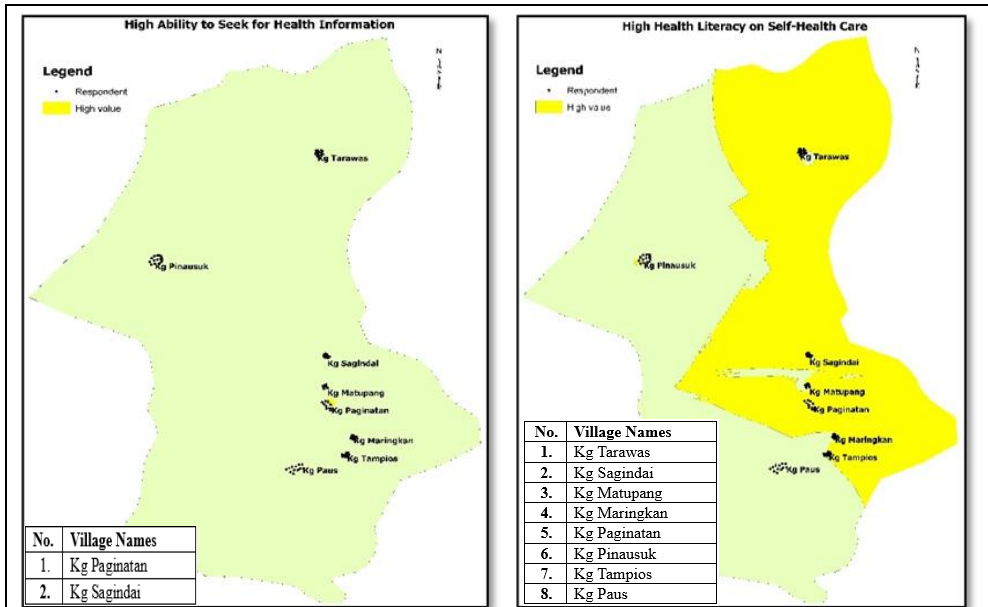 High Ability to Seek for Health Information
N
Legend
Respondent
High value
Kg Tarawas
Kg Pinausuk
Kg Sagindai
Kg Matupang
Kg Paginatan
Kg Maringkan
Kg Tampios
Kg Paus
No. Village Names
1. Kg Paginatan
2. Kg Sagindai
High Health Literacy on Self-Health Care
N
Legend
Respondent
High value
Kg Tarawas
Kg Pinausuk
Kg Sagindai
Kg Matupang
Kg Paginatan
Kg Maringkan
Kg Tampios
Kg Paus
No. Village Names
1. Kg Tarawas
2. Kg Sagindai
3. Kg Matupang
4. Kg Maringkan
5. Kg Paginatan
6. Kg Pinausuk
7. Kg Tampios
8. Kg Paus